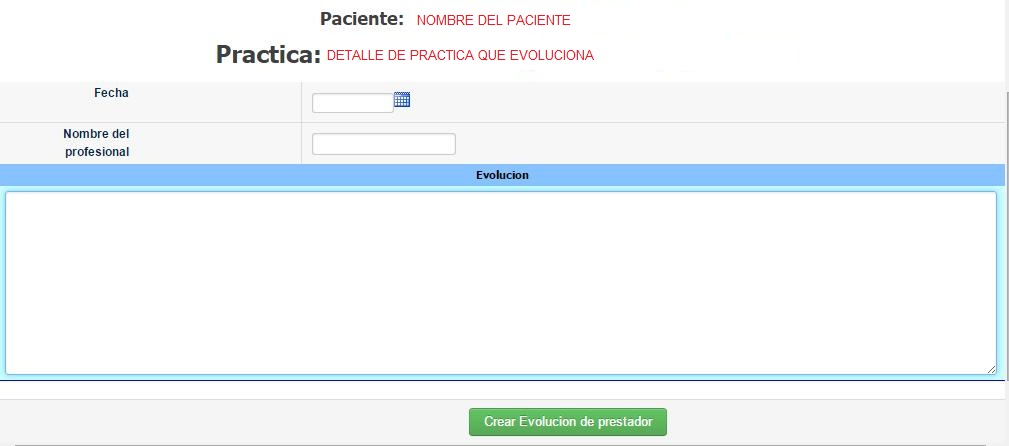 Paciente: NOMBRE DEL PACIENTE
Practica: DETALLE DE PRACTICA QUE EVOLUCIONA
Fecha
Nombre del
profesional
Evolucion
Crear Evolucion de prestador